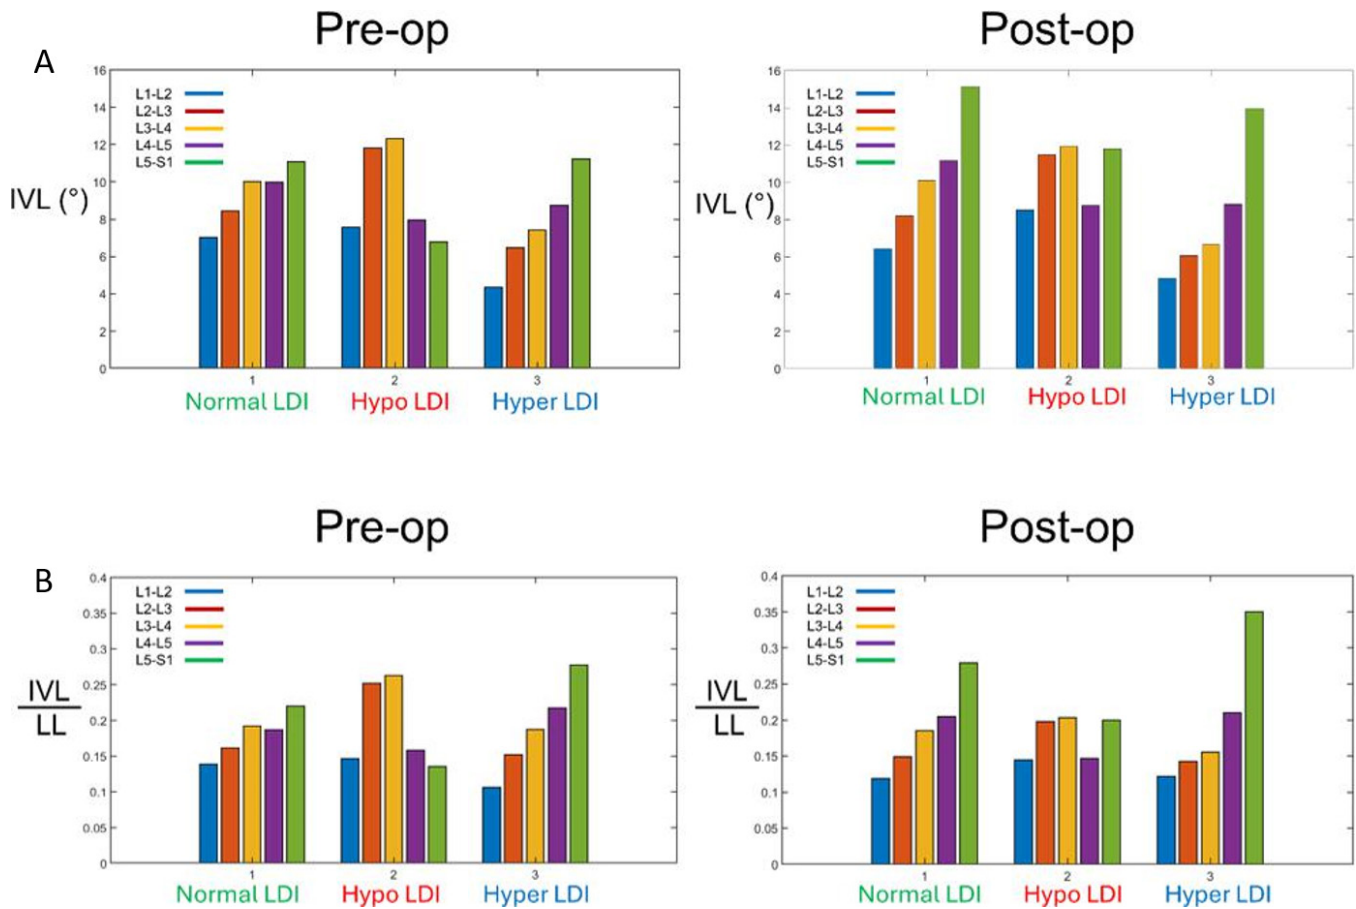 Pre-op
Post-op
A
16
14
12
10
8
6
4
2
0
IVL (°)
L1-L2
L2-L3
L3-L4
L4-L5
L5-S1
1
2
3
Normal LDI
Hypo LDI
Hyper LDI
16
14
12
10
8
6
4
2
0
IVL (°)
L1-L2
L2-L3
L3-L4
L4-L5
L5-S1
1
2
3
Normal LDI
Hypo LDI
Hyper LDI
Pre-op
Post-op
B
0.4
0.35
0.3
0.25
0.2
0.15
0.1
0.05
0
IVL
LL
L1-L2
L2-L3
L3-L4
L4-L5
L5-S1
1
2
3
Normal LDI
Hypo LDI
Hyper LDI
0.4
0.35
0.3
0.25
0.2
0.15
0.1
0.05
0
IVL
LL
L1-L2
L2-L3
L3-L4
L4-L5
L5-S1
1
2
3
Normal LDI
Hypo LDI
Hyper LDI